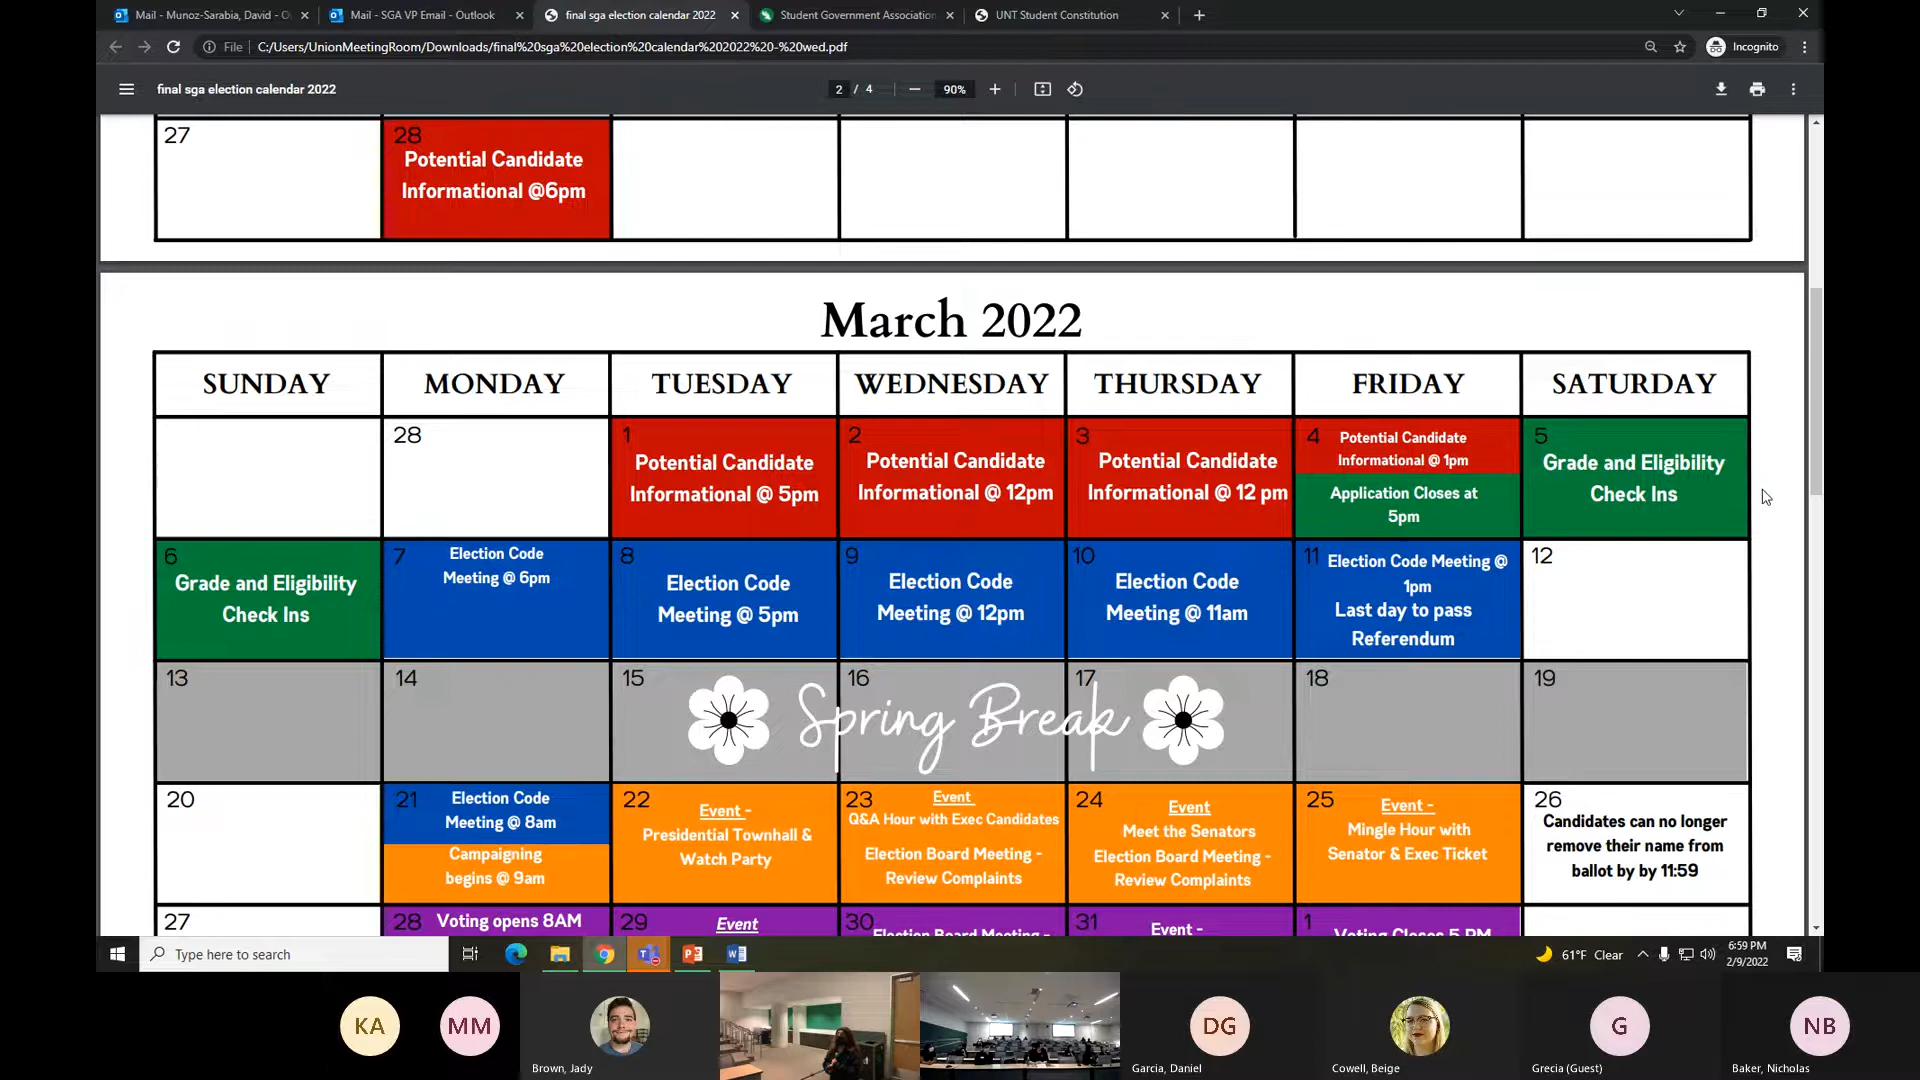 Mail - Munoz-Sarabia, David - O
Mail - SGA VP Email - Outlook
final sga election calendar 2022
Student Government Association
UNT Student Constitution
File
C:/Users/UnionMeetingRoom/Downloads/final%20sga%20election%20calendar%202022%20-%20wed.pdf
Incognito
final sga election calendar 2022
2 / 4
90%
27
28
Potential Candidate
Informational @6pm
March 2022
SUNDAY
MONDAY
TUESDAY
WEDNESDAY
THURSDAY
FRIDAY
SATURDAY
28
1
Potential Candidate
Informational @ 5pm
2
Potential Candidate
Informational @ 12pm
3
Potential Candidate
Informational @ 12 pm
4
Potential Candidate
Informational @ 1pm
Application Closes at
5pm
5
Grade and Eligibility
Check Ins
6
Grade and Eligibility
Check Ins
7
Election Code
Meeting @ 6pm
8
Election Code
Meeting @ 5pm
9
Election Code
Meeting @ 12pm
10
Election Code
Meeting @ 11am
11
Election Code Meeting @
1pm
Last day to pass
Referendum
12
13
14
15
16
17
18
19
Spring Break
20
21
Election Code
Meeting @ 8am
Campaigning
begins @ 9am
22
Event -
Presidential Townhall &
Watch Party
23
Event
Q&A Hour with Exec Candidates
Election Board Meeting -
Review Complaints
24
Event
Meet the Senators
Election Board Meeting -
Review Complaints
25
Event -
Mingle Hour with
Senator & Exec Ticket
26
Candidates can no longer
remove their name from
ballot by by 11:59
27
28
Voting opens 8AM
29
Event
30
Election Board Meeting -
31
Event -
1
Voting Closes 5 PM
Type here to search
61°F Clear
6:59 PM
2/9/2022
KA
MM
Brown, Jady
DG
Garcia, Daniel
Cowell, Beige
G
Grecia (Guest)
NB
Baker, Nicholas